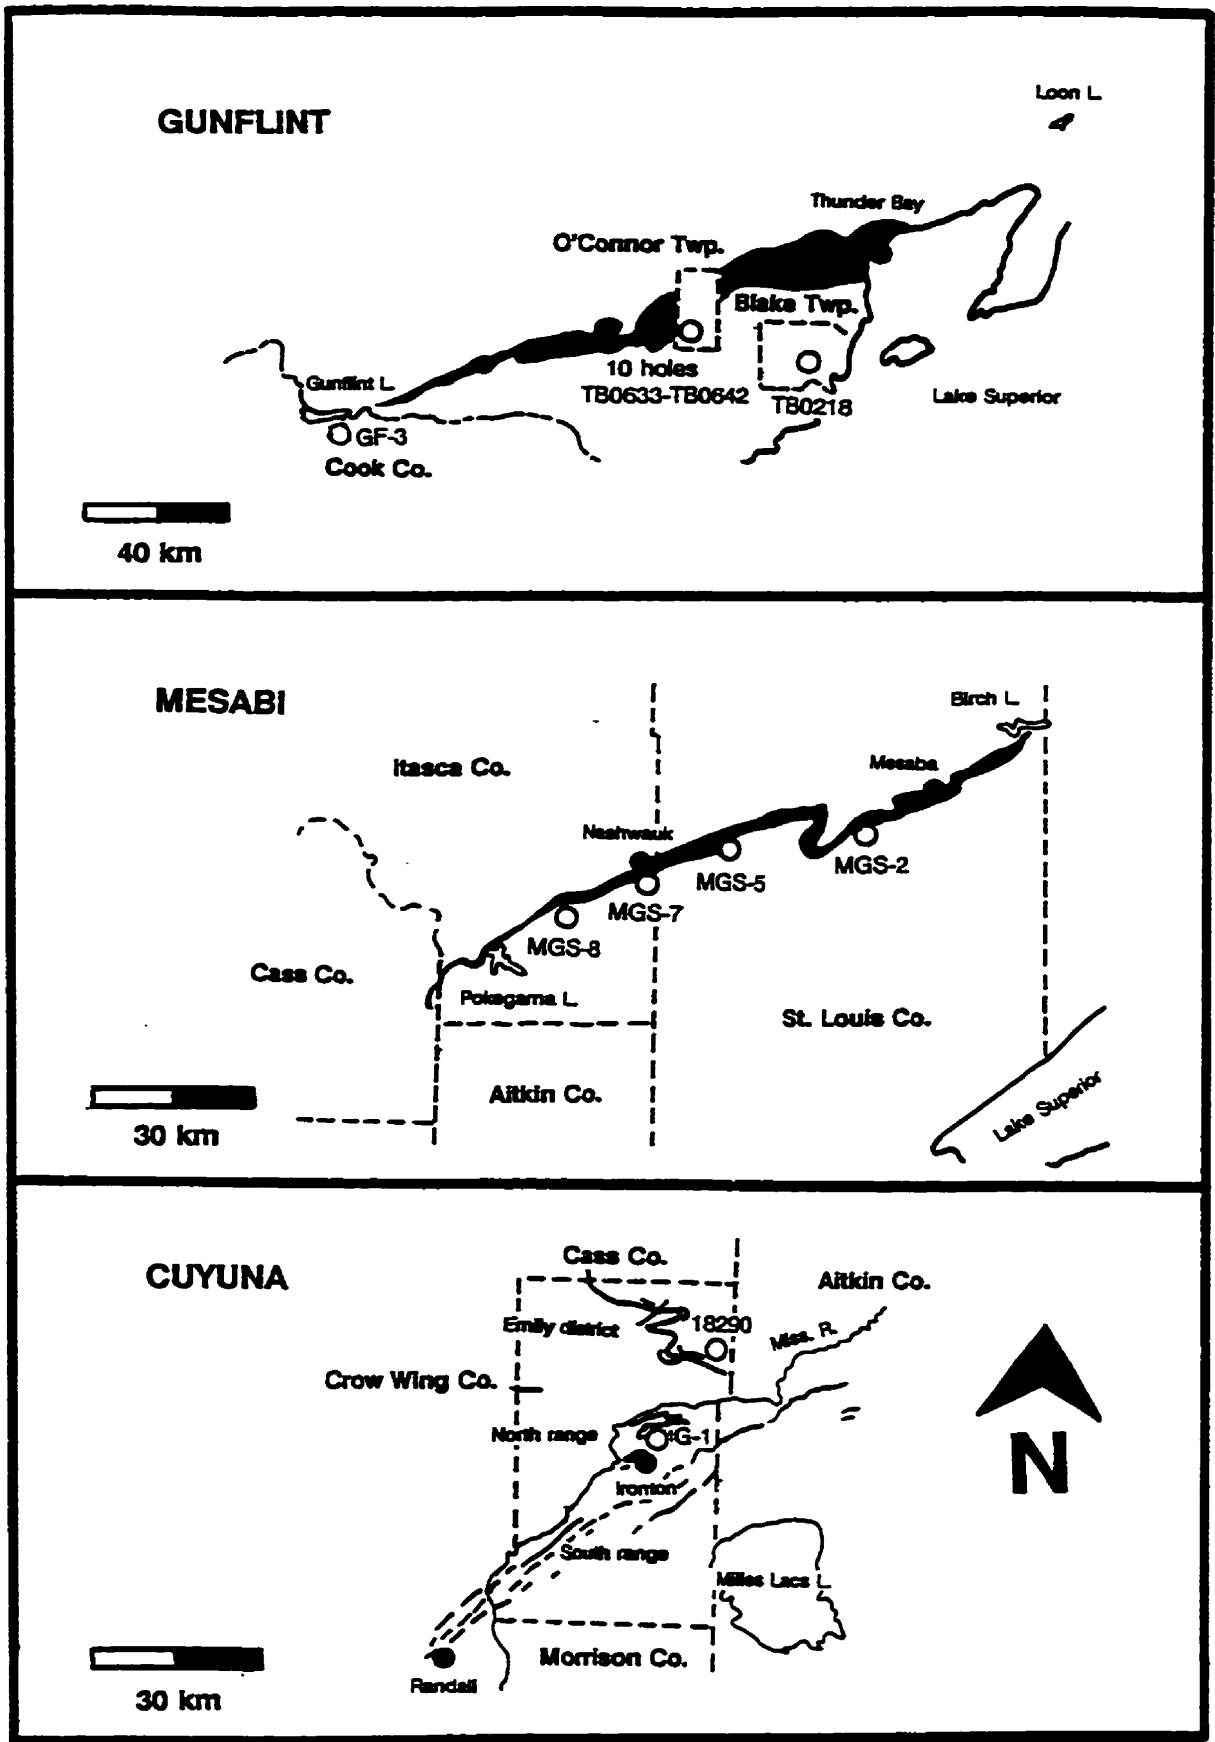 GUNFLINT
Loon L.
Thunder Bay
O'Connor Twp.
Blake Twp.
10 holes
TB0633-TB0642
TB0218
Lake Superior
Gunflint L.
GF-3
Cook Co.
40 km
MESABI
Birch L.
Itasca Co.
Mesaba
Nashwauk
MGS-2
MGS-5
MGS-7
MGS-8
Cass Co.
Pokegama L.
St. Louis Co.
Aitkin Co.
Lake Superior
30 km
CUYUNA
Cass Co.
Aitkin Co.
18290
Emily district
Miss. R.
Crow Wing Co.
North range
G-1
Ironton
South range
Milles Lacs L.
Morrison Co.
Randall
30 km
N